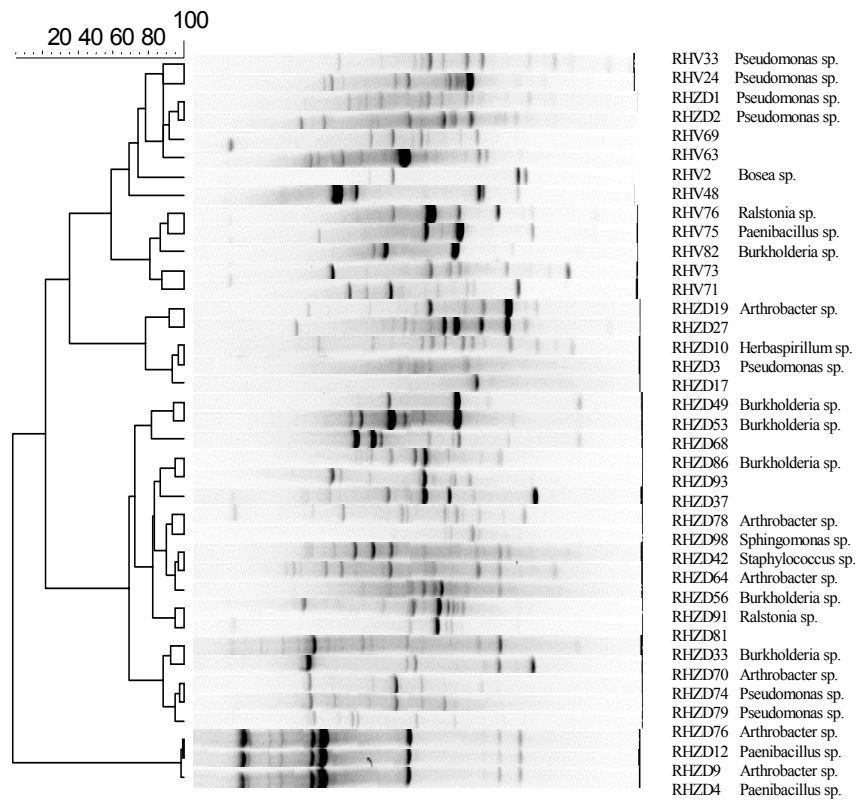 100
20 40 60 80
RHV33 Pseudomonas sp.
RHV24 Pseudomonas sp.
RHZD1 Pseudomonas sp.
RHZD2 Pseudomonas sp.
RHV69
RHV63
RHV2 Bosea sp.
RHV48
RHV76 Ralstonia sp.
RHV75 Paenibacillus sp.
RHV82 Burkholderia sp.
RHV73
RHV71
RHZD19 Arthrobacter sp.
RHZD27
RHZD10 Herbaspirillum sp.
RHZD3 Pseudomonas sp.
RHZD17
RHZD49 Burkholderia sp.
RHZD53 Burkholderia sp.
RHZD68
RHZD86 Burkholderia sp.
RHZD93
RHZD37
RHZD78 Arthrobacter sp.
RHZD98 Sphingomonas sp.
RHZD42 Staphylococcus sp.
RHZD64 Arthrobacter sp.
RHZD56 Burkholderia sp.
RHZD91 Ralstonia sp.
RHZD81
RHZD33 Burkholderia sp.
RHZD70 Arthrobacter sp.
RHZD74 Pseudomonas sp.
RHZD79 Pseudomonas sp.
RHZD76 Arthrobacter sp.
RHZD12 Paenibacillus sp.
RHZD9 Arthrobacter sp.
RHZD4 Paenibacillus sp.